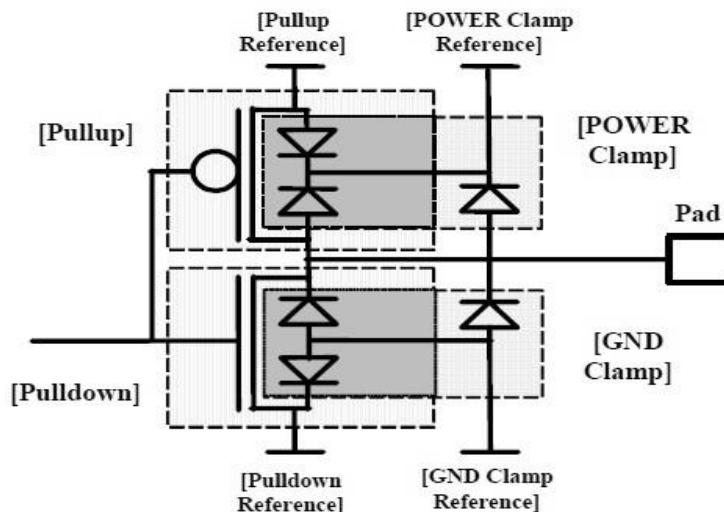 [Pullup
Reference]
[POWER Clamp
Reference]
[Pullup]
[POWER
Clamp]
Pad
[Pulldown]
[GND
Clamp]
[Pulldown
Reference]
[GND Clamp
Reference]